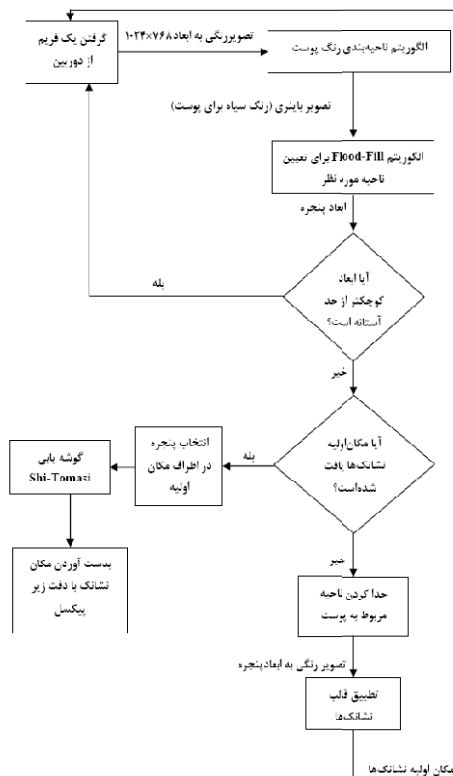 گرفتن یک فریم
از دوربین
تصویررنگی به ابعاد ۱۰۲۴×۷۶۸
الگوریتم ناحیه‌بندی رنگ پوست
تصویر باینری (رنگ سیاه برای پوست)
الگوریتم Flood-Fill برای تعیین
ناحیه مورد نظر
ابعاد پنجره
آیا ابعاد
کوچکتر از حد
آستانه است؟
بله
خیر
آیا مکان‌اولیه
نشانک‌ها یافت
شده‌است؟
بله
انتخاب پنجره
در اطراف مکان
اولیه
گوشه یابی
Shi-Tomasi
بدست آوردن مکان
نشانک با دقت زیر
پیکسل
خیر
جدا کردن ناحیه
مربوط به پوست
تصویر رنگی به ابعادپنجره
تطبیق قالب
نشانک‌ها
مکان اولیه نشانک‌ها